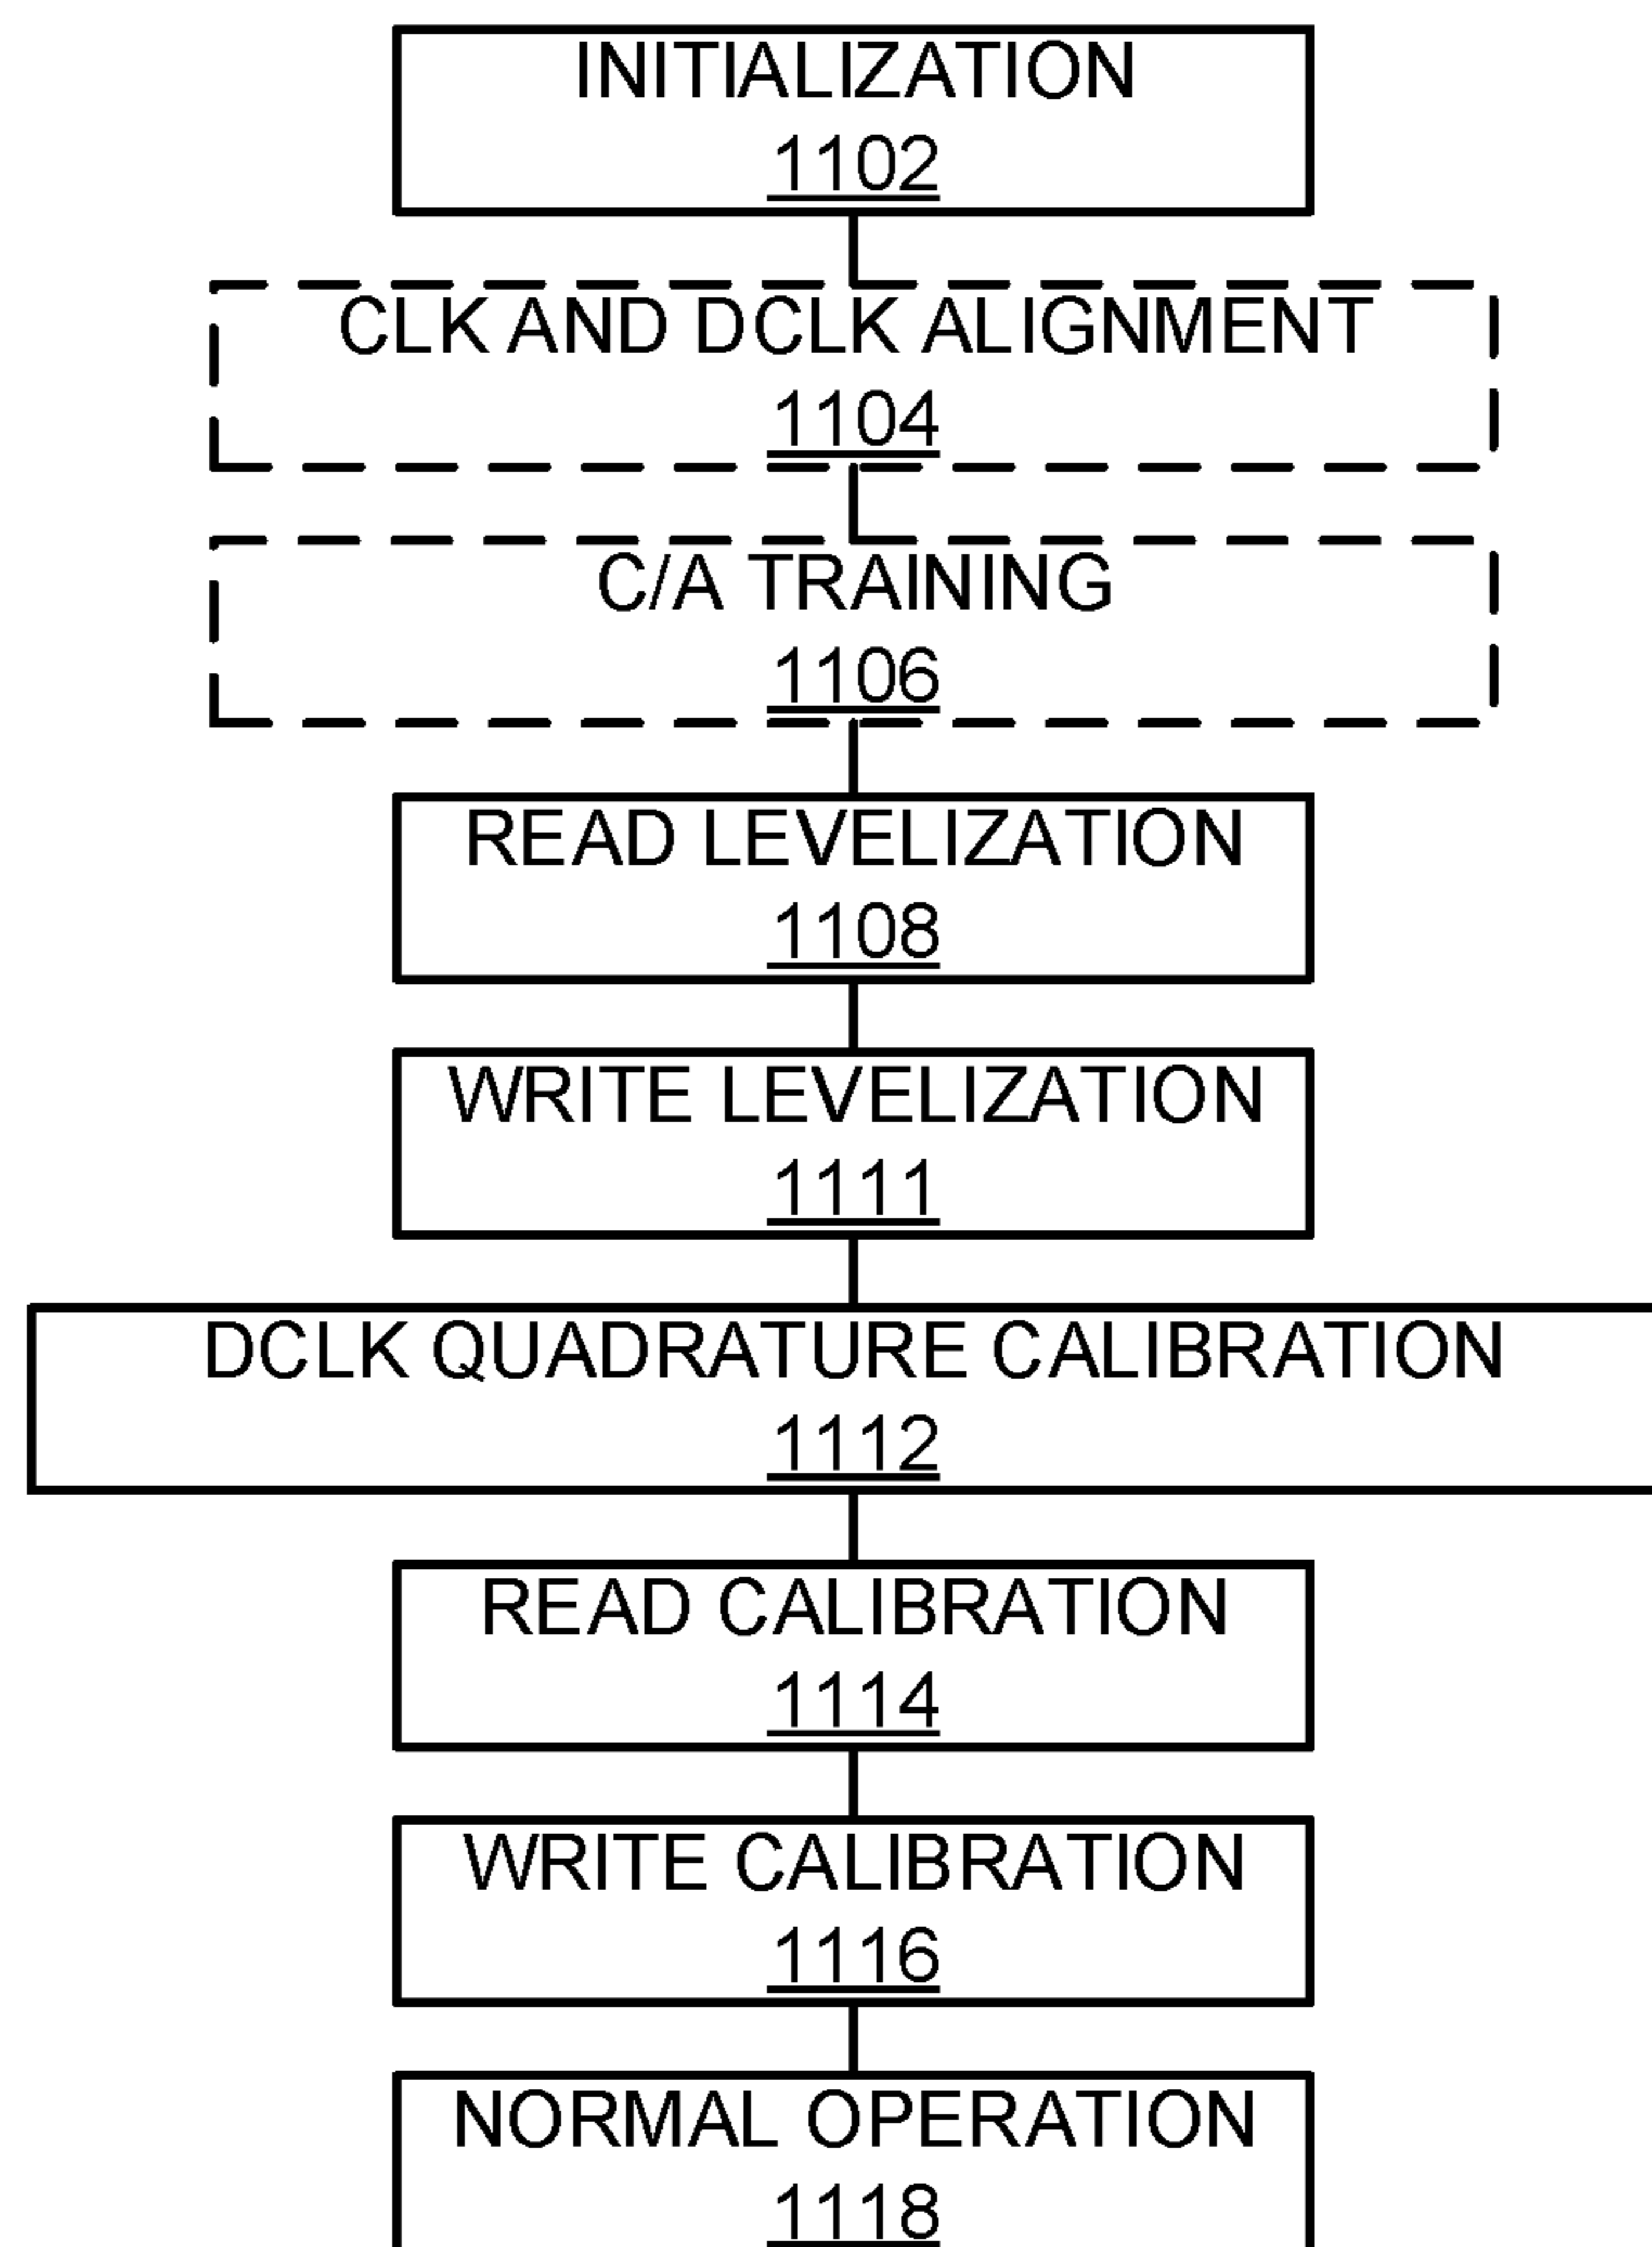 INITIALIZATION
1102
CLK AND DCLK ALIGNMENT
1104
C/A TRAINING
1106
READ LEVELIZATION
1108
WRITE LEVELIZATION
1111
DCLK QUADRATURE CALIBRATION
1112
READ CALIBRATION
1114
WRITE CALIBRATION
1116
NORMAL OPERATION
1118